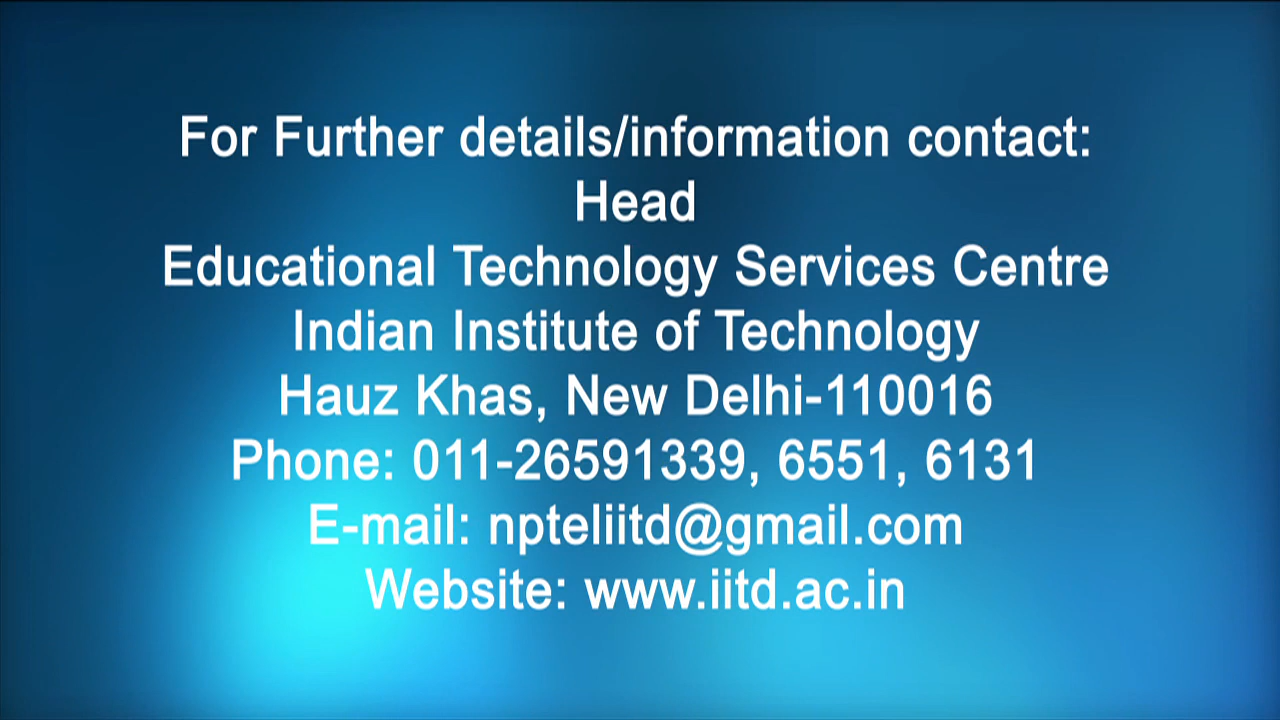 For Further details/information contact:
Head
Educational Technology Services Centre
Indian Institute of Technology
Hauz Khas, New Delhi-110016
Phone: 011-26591339, 6551, 6131
E-mail: npteliitd@gmail.com
Website: www.iitd.ac.in